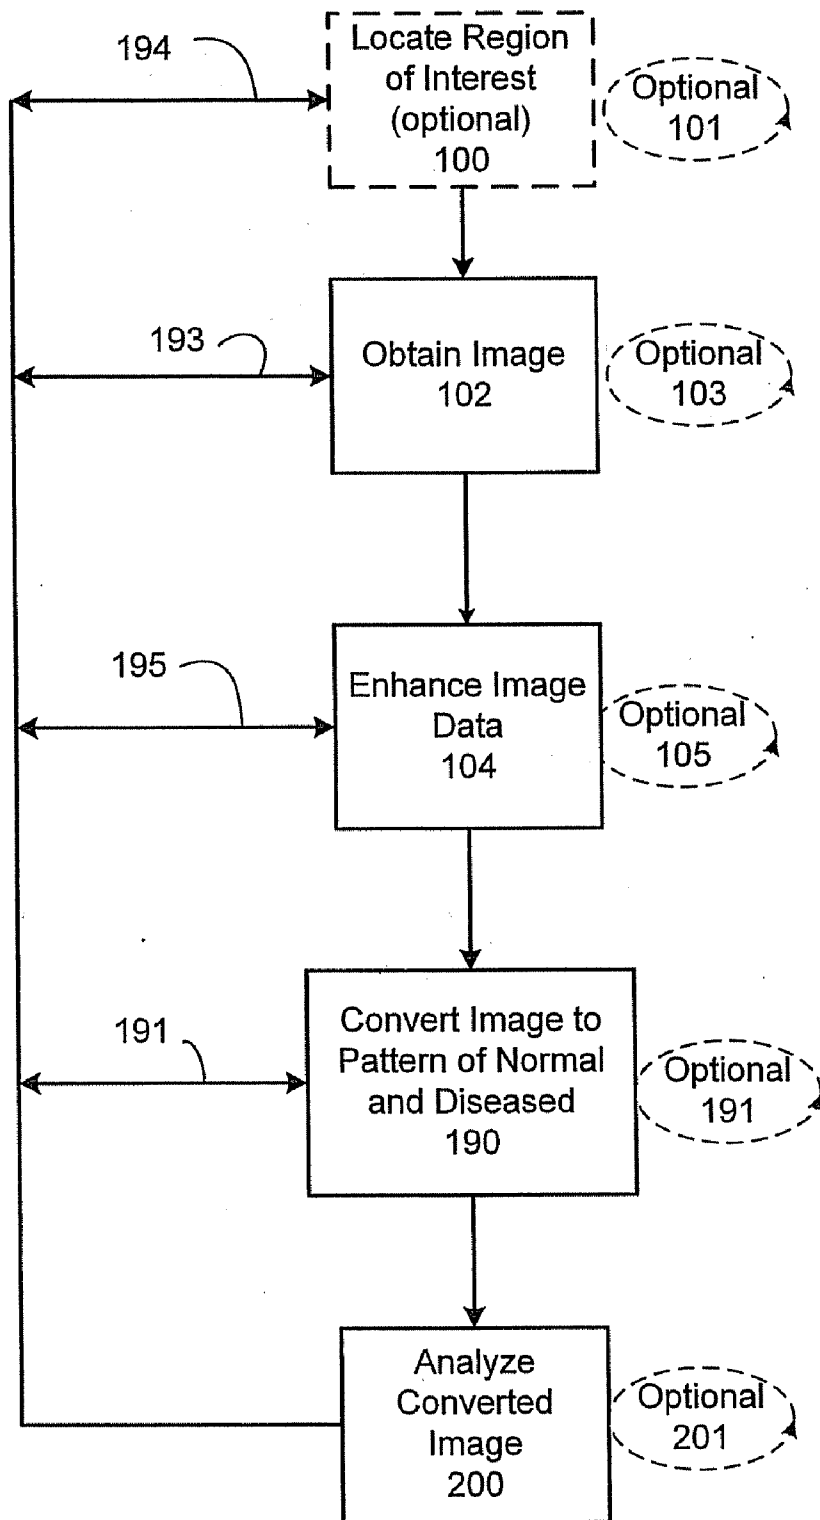 194
Locate Region
of Interest
(optional)
100
Optional
101
193
Obtain Image
102
Optional
103
195
Enhance Image
Data
104
Optional
105
191
Convert Image to
Pattern of Normal
and Diseased
190
Optional
191
Analyze
Converted
Image
200
Optional
201